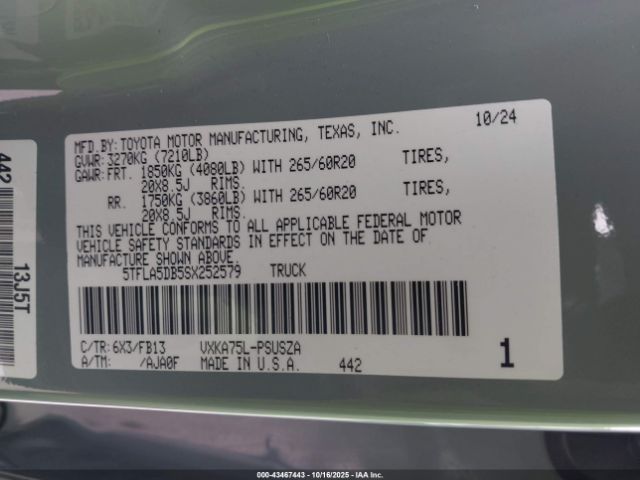 10/24
MFD.BY:TOYOTA MOTOR MANUFACTURING, TEXAS, INC.
GVWR:3270KG (7210LB)
GAWR:FRT. 1850KG (4080LB) WITH 265/60R20 TIRES,
20X8.5J RIMS.
RR. 1750KG (3860LB) WITH 265/60R20 TIRES,
20X8.5J RIMS.
THIS VEHICLE CONFORMS TO ALL APPLICABLE FEDERAL MOTOR
VEHICLE SAFETY STANDARDS IN EFFECT ON THE DATE OF
MANUFACTURE SHOWN ABOVE.
5TFLA5DB5SX252579 TRUCK
C/TR:6X3/FB13 VXKA75L-PSUSZA
A/TM: /AJA0F MADE IN U.S.A. 442
1
442
13J5T
000-43467443 - 10/16/2025 - IAA Inc.